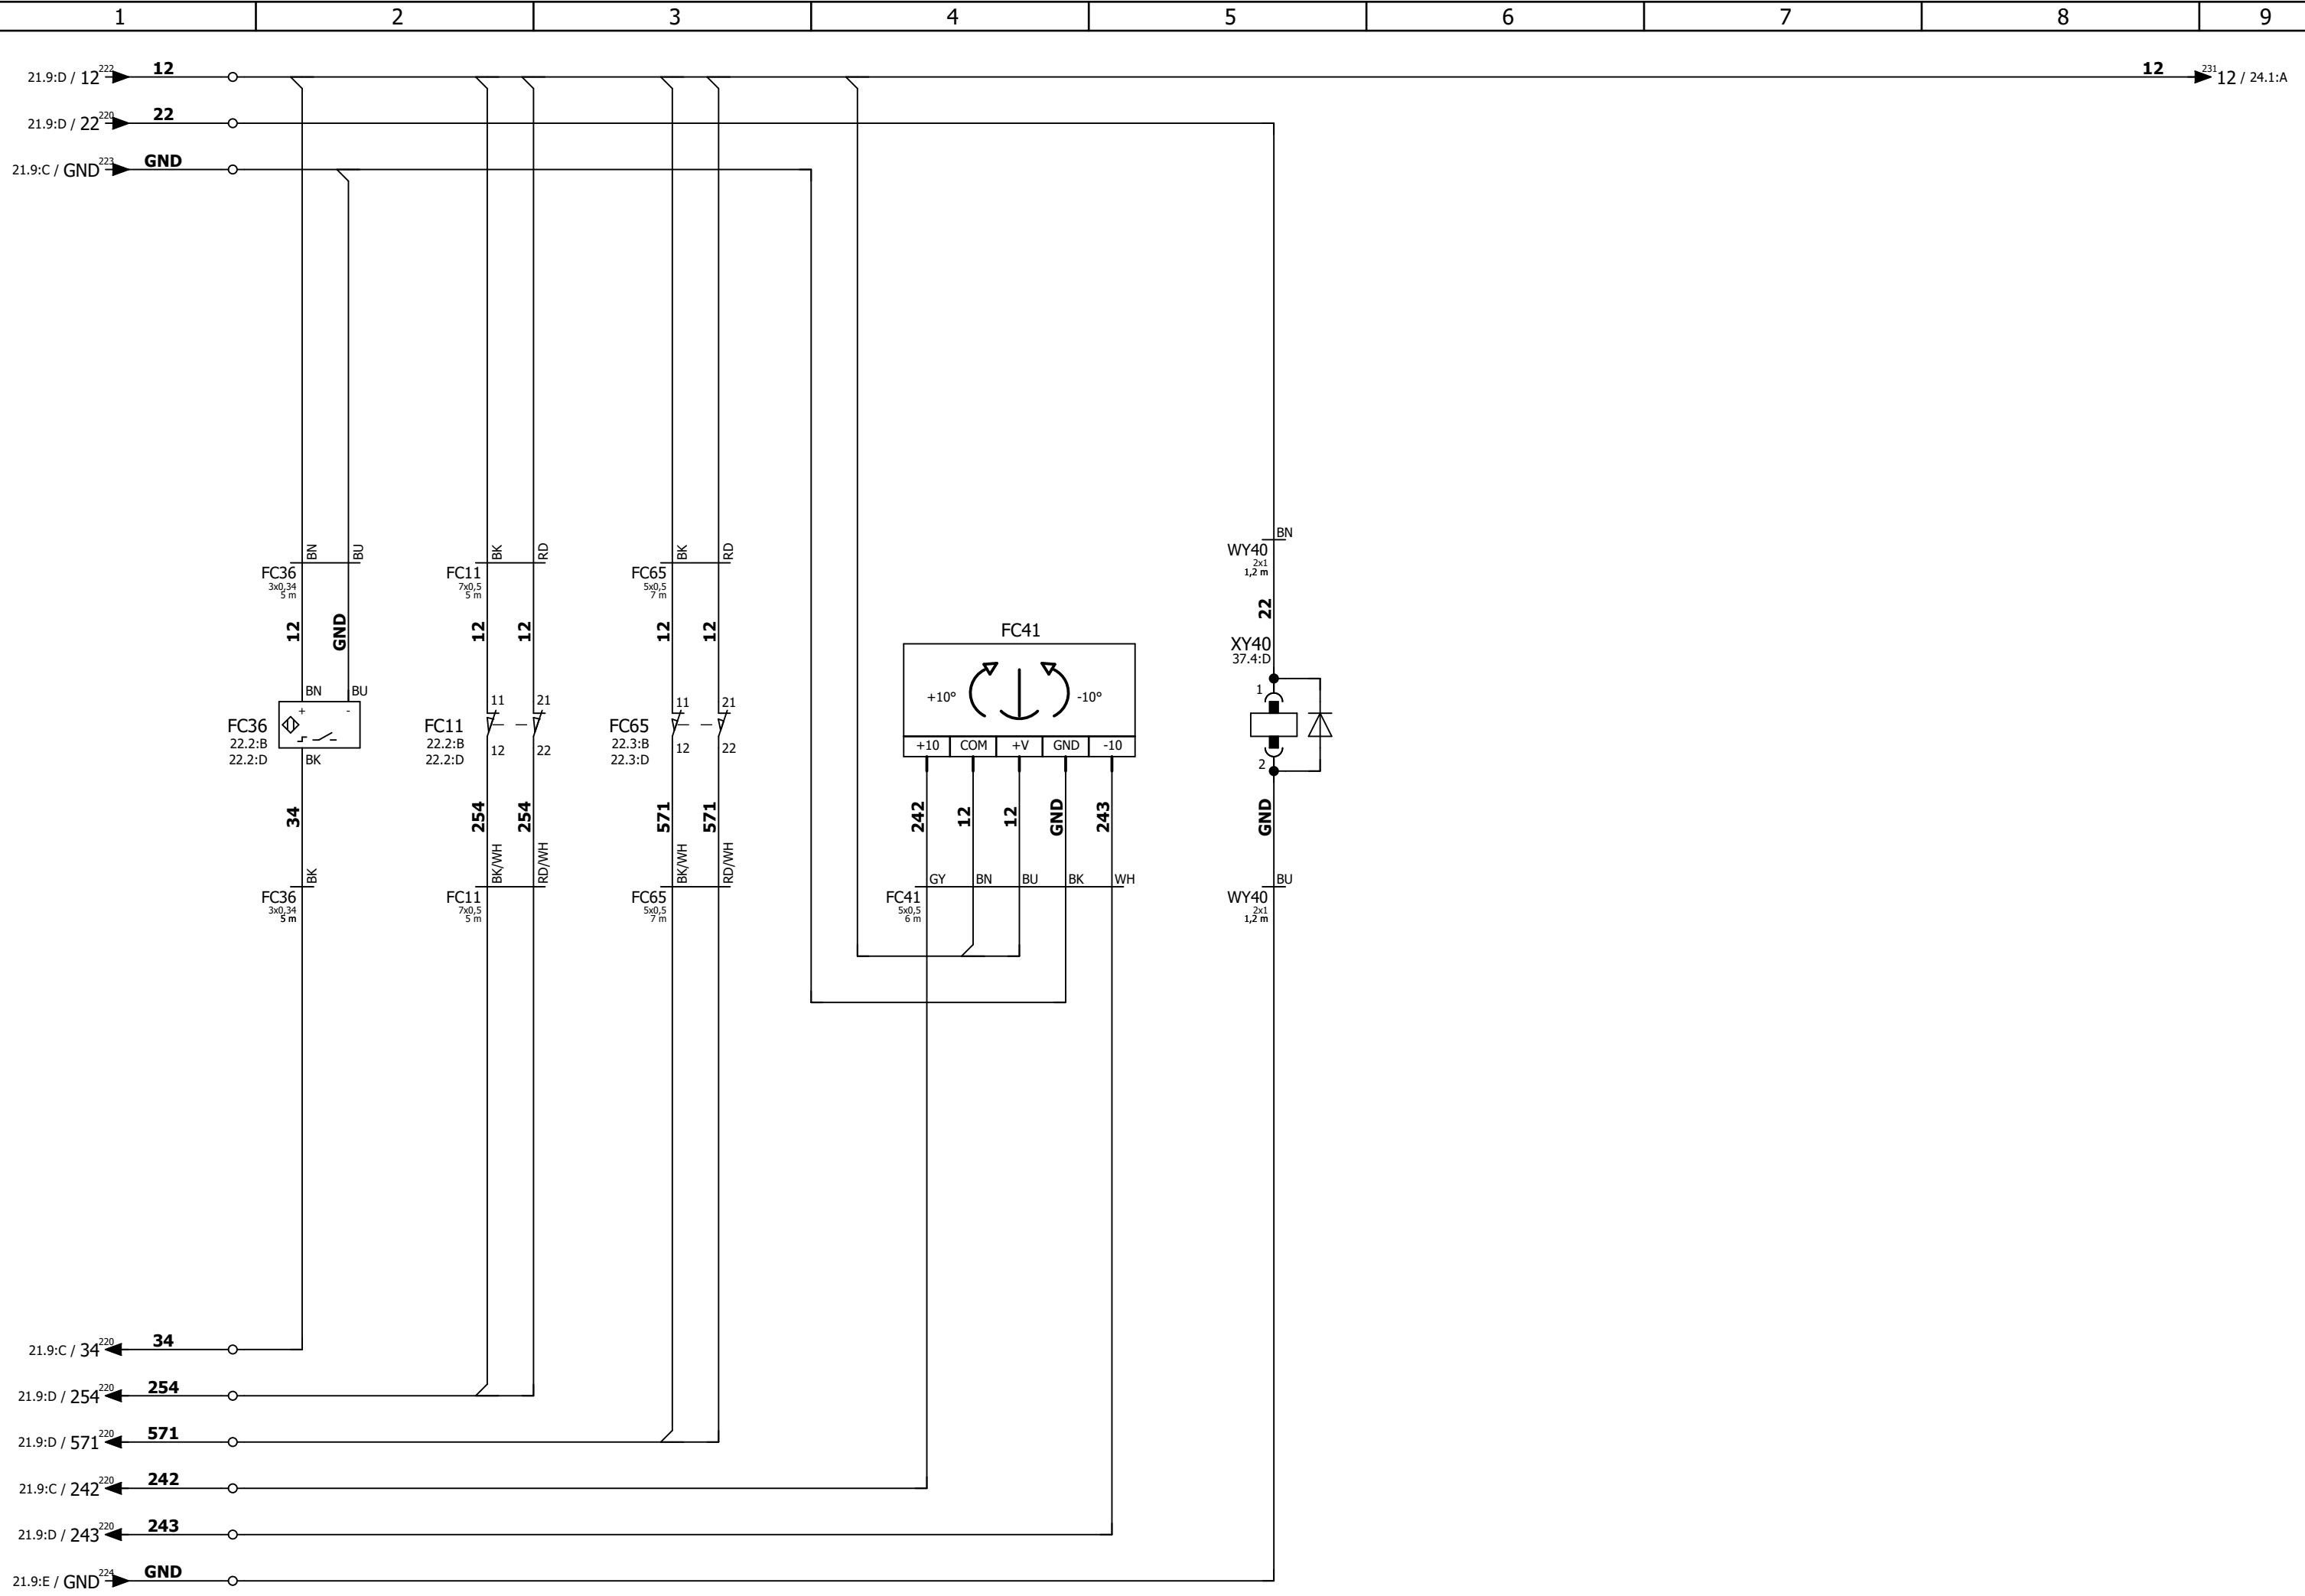 1 2 3 4 5 6 7 8 9
21.9:D / 12 222 12
12 231 12 / 24.1:A
21.9:D / 22 220 22
21.9:C / GND 223 GND
BN BU
FC36
3x0,34
5 m
12 GND
BN BU
+ -
FC36
22.2:B
22.2:D
BK
34
BK
FC36
3x0,34
5 m
BK RD
FC11
7x0,5
5 m
12 12
11 21
FC11
22.2:B
22.2:D
12 22
254 254
BK/WH RD/WH
FC11
7x0,5
5 m
BK RD
FC65
5x0,5
7 m
12 12
11 21
FC65
22.3:B
22.3:D
12 22
571 571
BK/WH RD/WH
FC65
5x0,5
7 m
FC41
+10° -10°
+10 COM +V GND -10
242 12 12 GND 243
GY BN BU BK WH
FC41
5x0,5
6 m
BN
WY40
2x1
1,2 m
22
XY40
37.4:D
1
2
GND
BU
WY40
2x1
1,2 m
21.9:C / 34 220 34
21.9:D / 254 220 254
21.9:D / 571 220 571
21.9:C / 242 220 242
21.9:D / 243 220 243
21.9:E / GND 224 GND